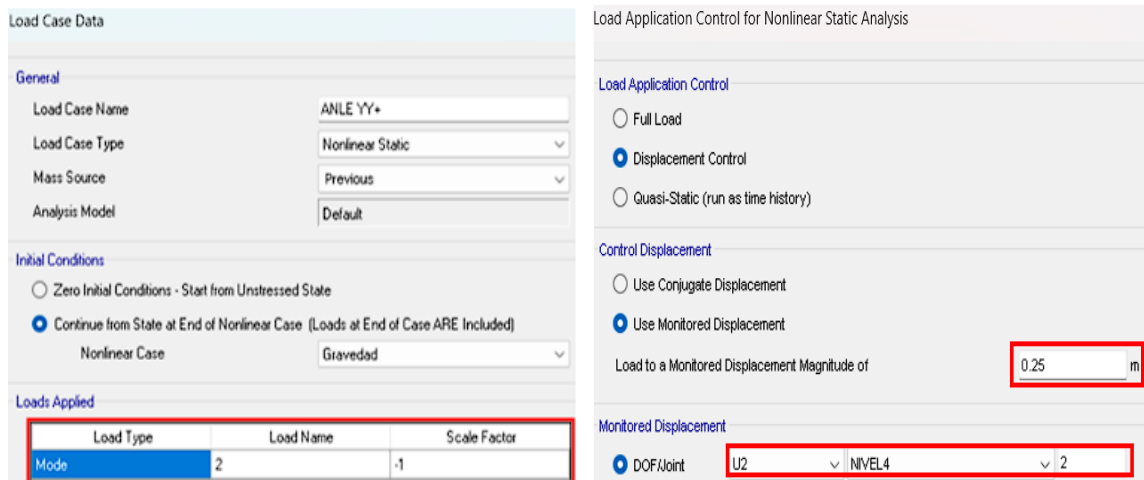 Load Case Data
General
Load Case Name ANLE YY+
Load Case Type Nonlinear Static
Mass Source Previous
Analysis Model Default
Initial Conditions
Zero Initial Conditions - Start from Unstressed State
Continue from State at End of Nonlinear Case (Loads at End of Case ARE Included)
Nonlinear Case Gravedad
Loads Applied
Load Type Load Name Scale Factor
Mode 2 -1
Load Application Control for Nonlinear Static Analysis
Load Application Control
Full Load
Displacement Control
Quasi-Static (run as time history)
Control Displacement
Use Conjugate Displacement
Use Monitored Displacement
Load to a Monitored Displacement Magnitude of 0.25 m
Monitored Displacement
DOF/Joint U2 NIVEL4 2